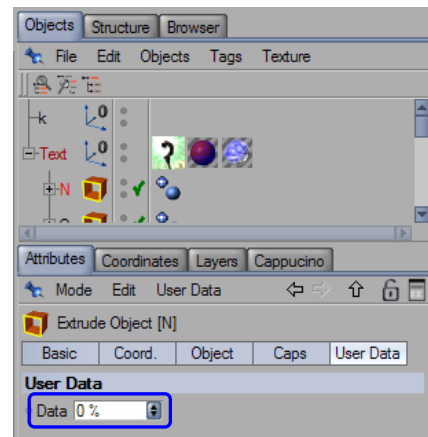 Objects Structure Browser
File Edit Objects Tags Texture
k 0
Text 0
N
Attributes Coordinates Layers Cappucino
Mode Edit User Data
Extrude Object [N]
Basic Coord. Object Caps User Data
User Data
Data 0 %